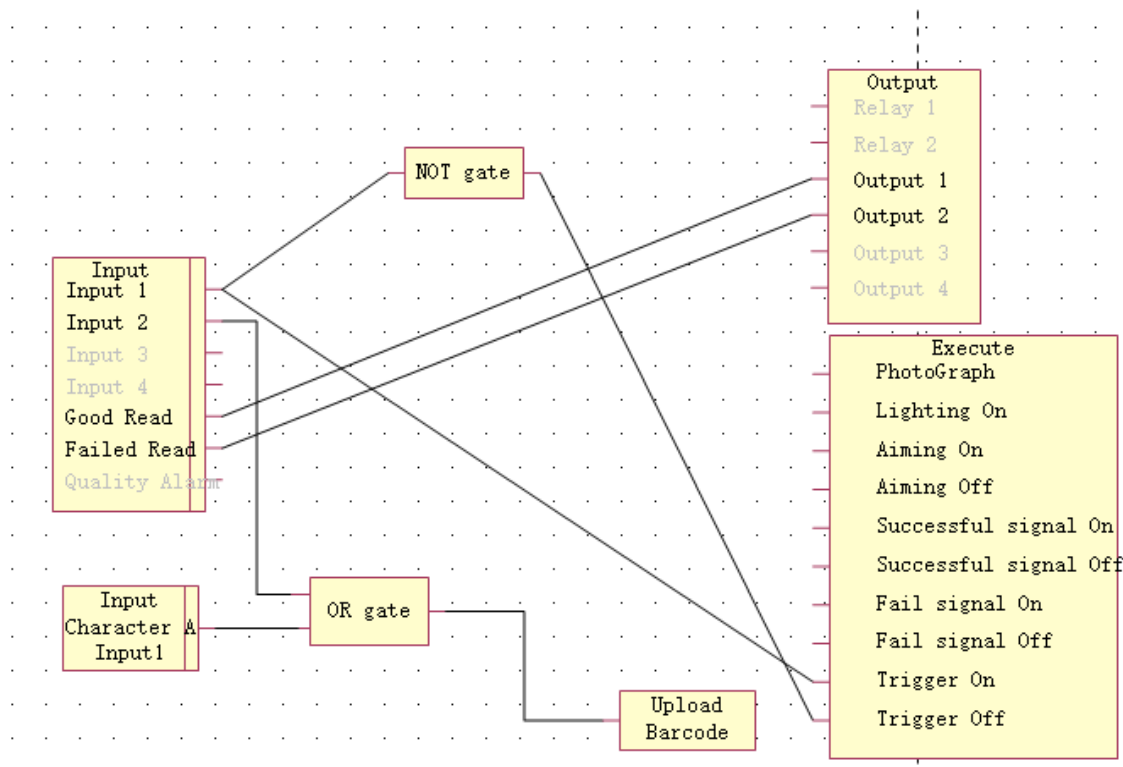 Output
Relay 1
Relay 2
Output 1
Output 2
Output 3
Output 4
NOT gate
Input
Input 1
Input 2
Input 3
Input 4
Good Read
Failed Read
Quality Alarm
Execute
PhotoGraph
Lighting On
Aiming On
Aiming Off
Successful signal On
Successful signal Off
Fail signal On
Fail signal Off
Trigger On
Trigger Off
Input
Character A
Input1
OR gate
Upload
Barcode